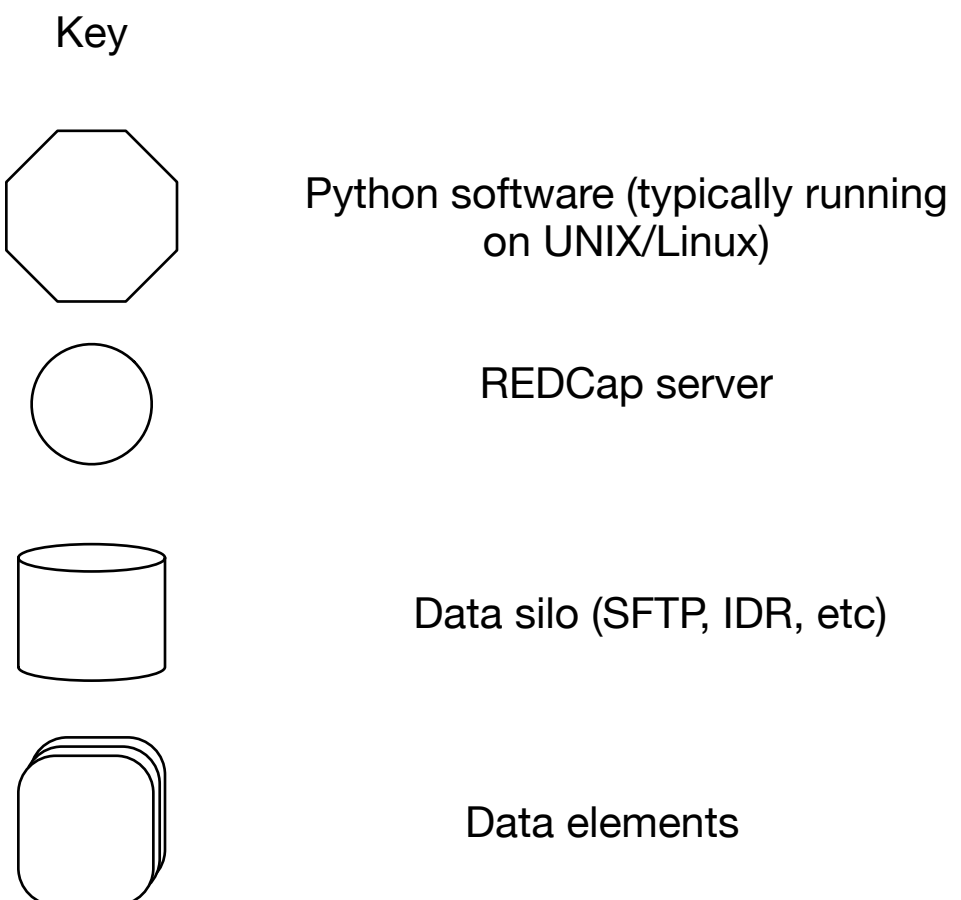 Key
Python software (typically running
on UNIX/Linux)
REDCap server
Data silo (SFTP, IDR, etc)
Data elements